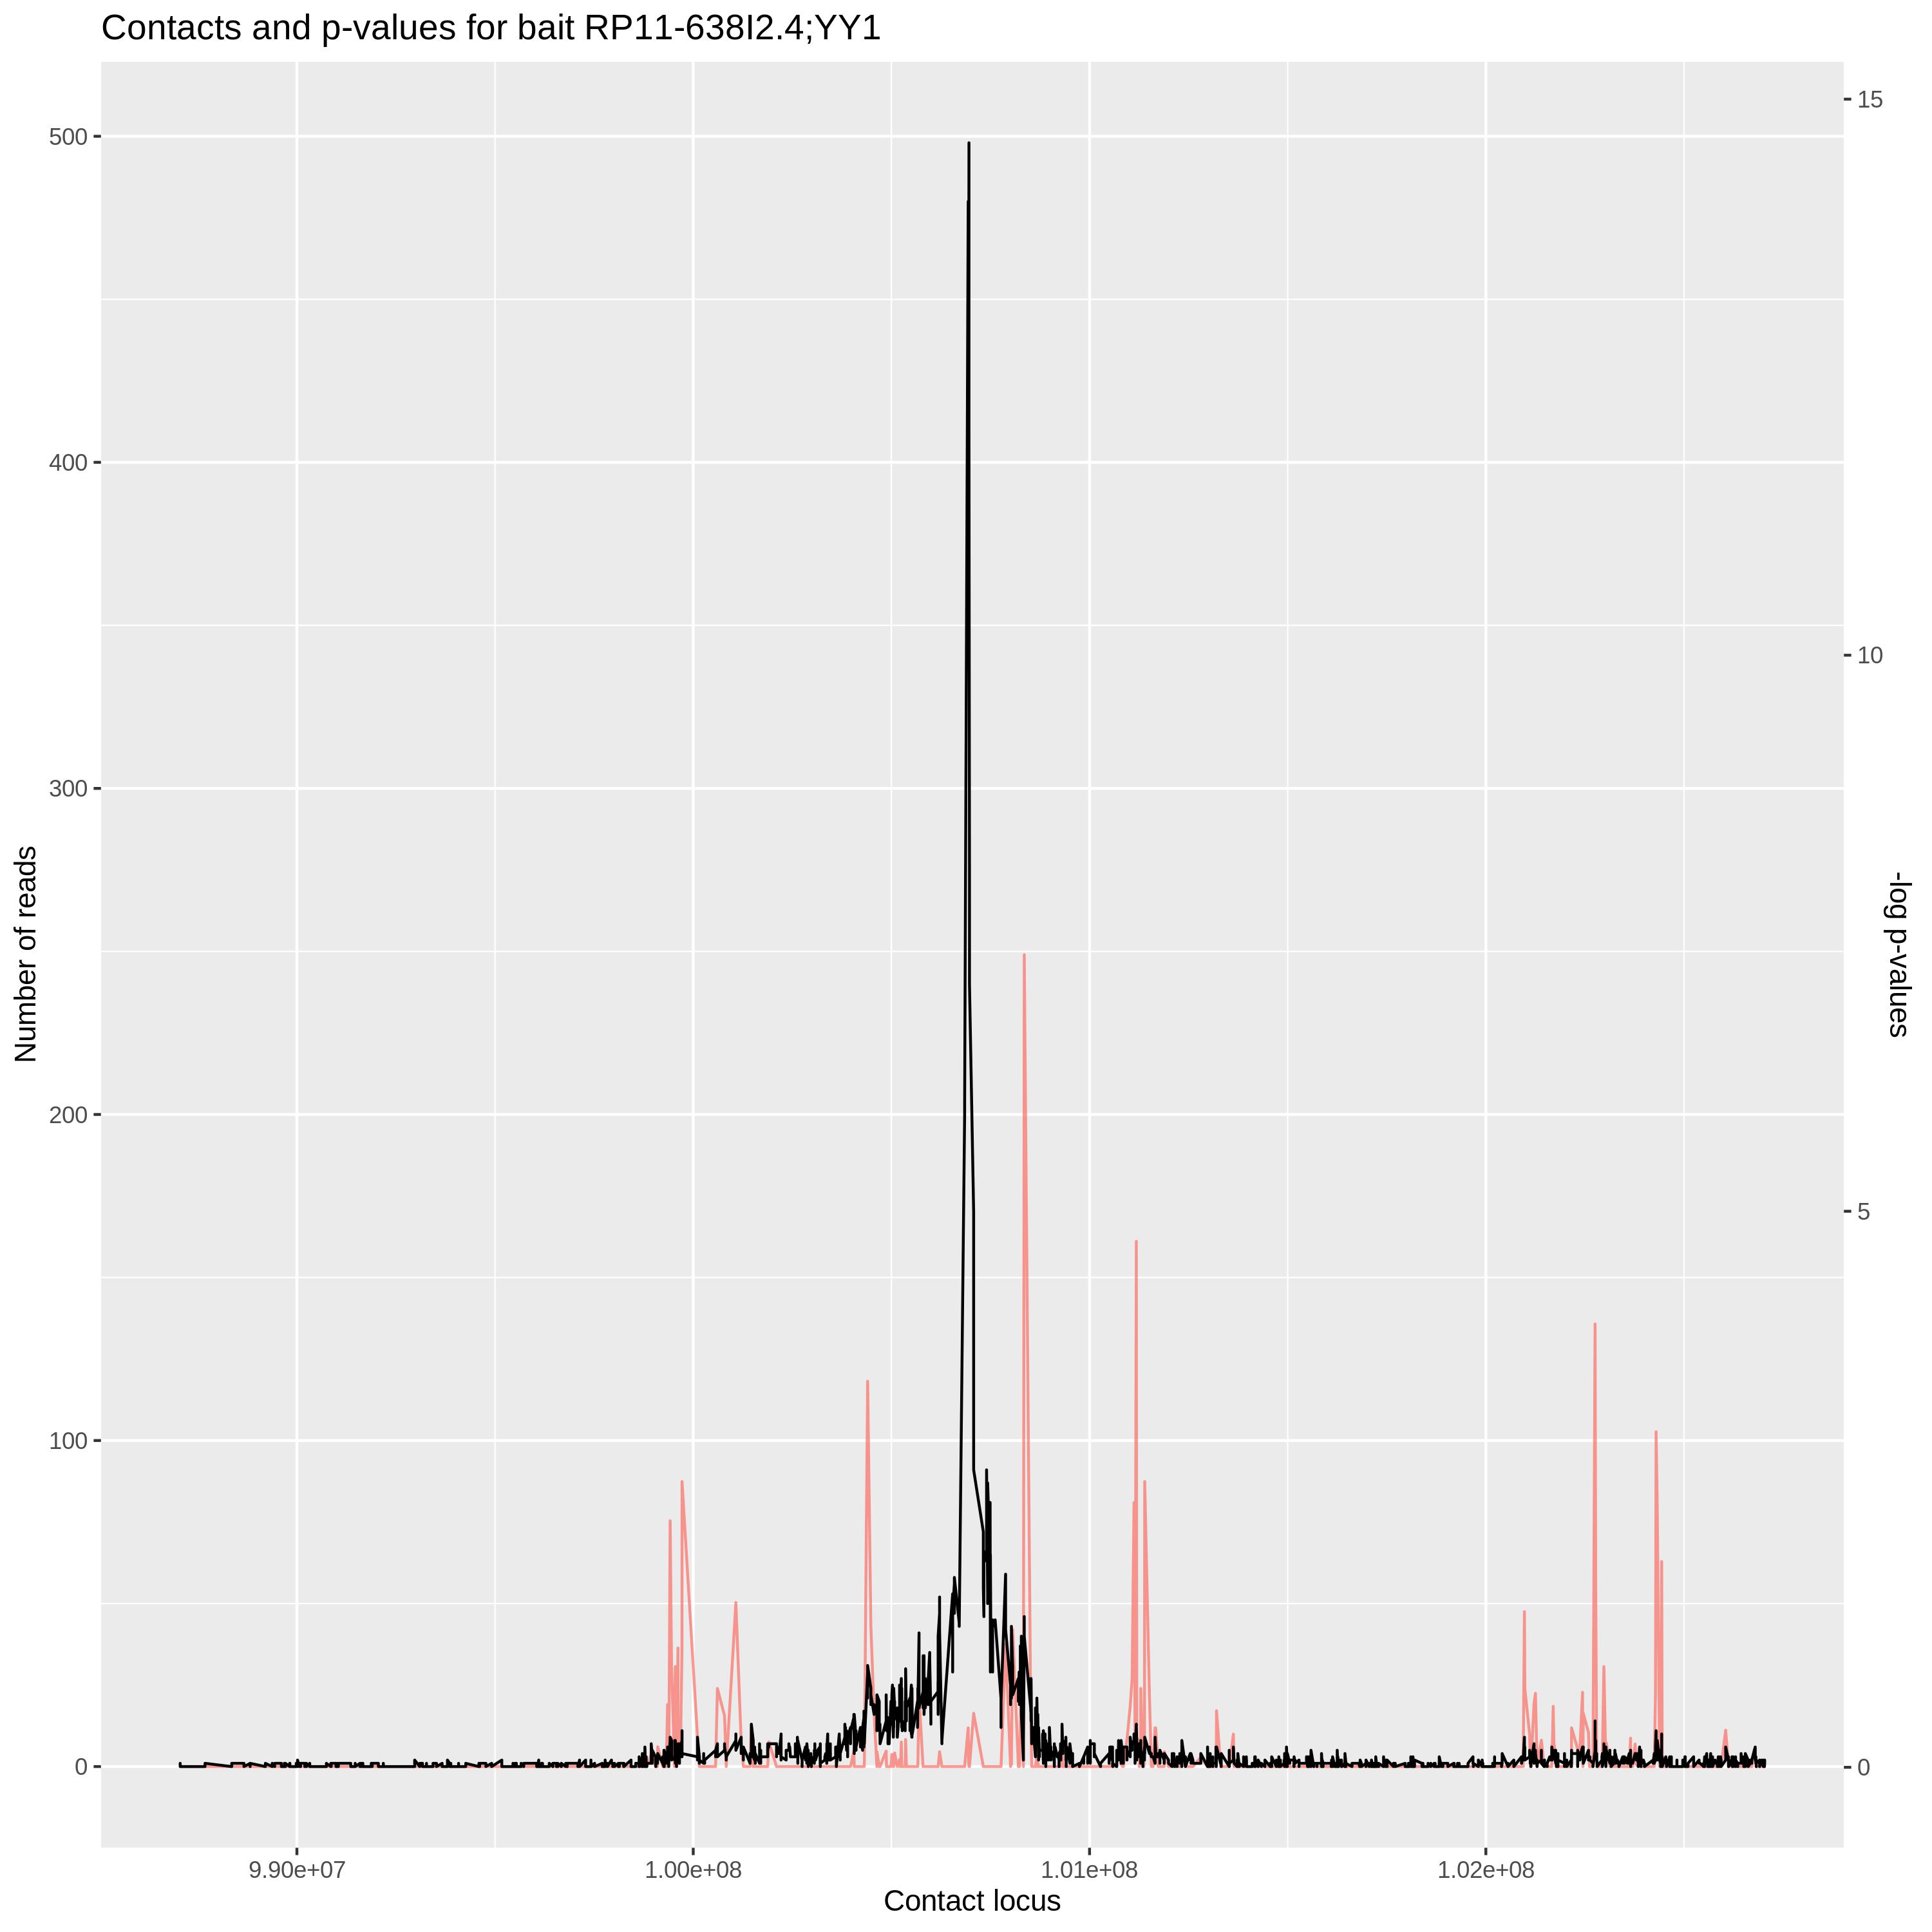 Contacts and p-values for bait RP11-638I2.4;YY1
500
400
300
200
100
0
Number of reads
15
10
5
0
-log p-values
9.90e+07
1.00e+08
1.01e+08
1.02e+08
Contact locus